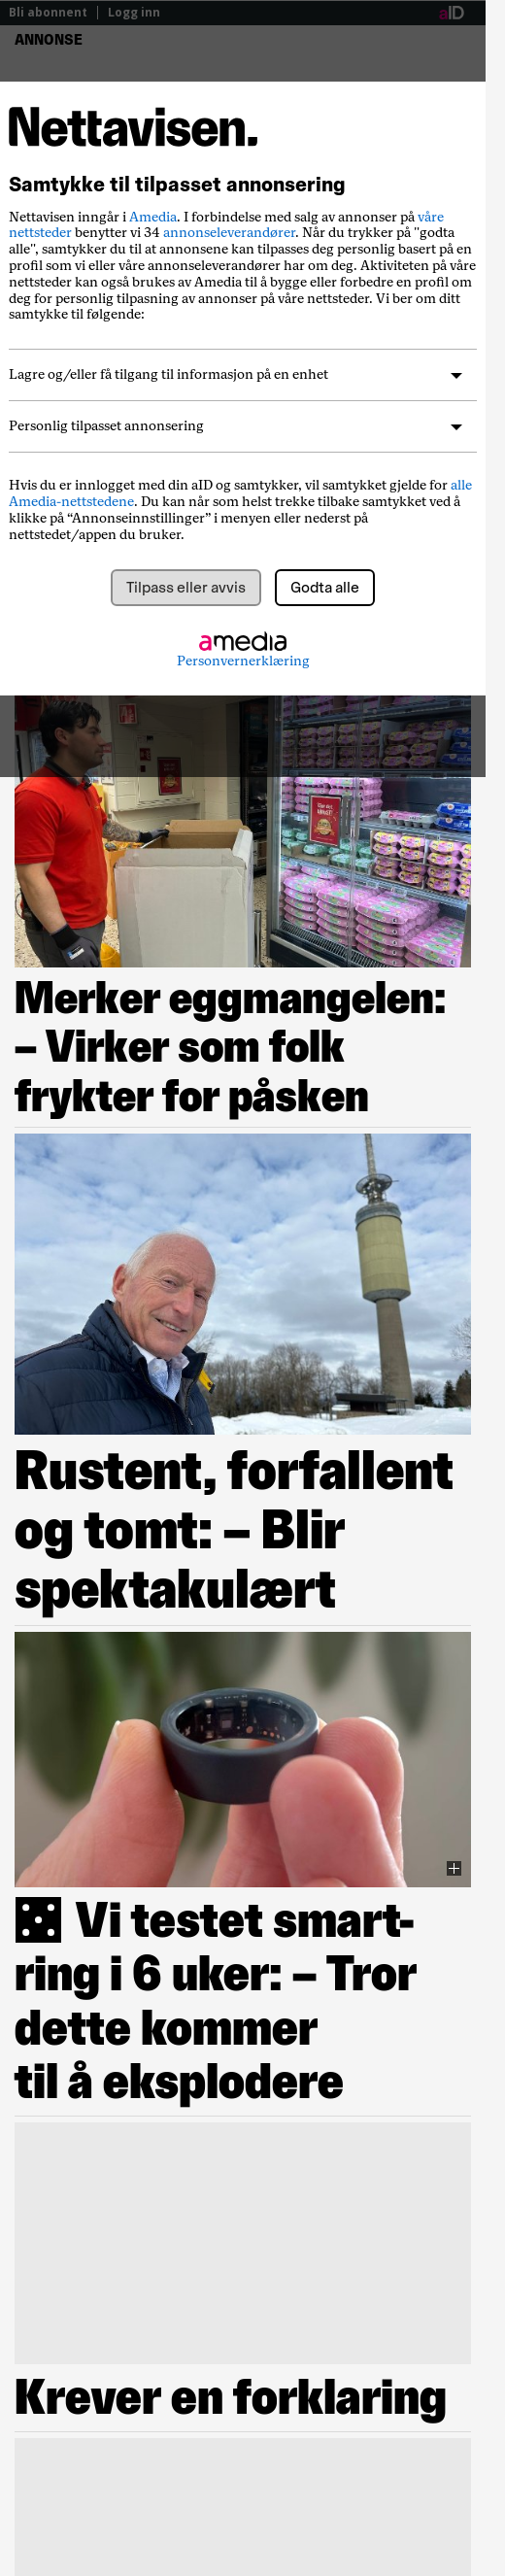 Bli abonnent
Logg inn
aID
ANNONSE
Nettavisen.
Samtykke til tilpasset annonsering
Nettavisen inngår i Amedia. I forbindelse med salg av annonser på våre
nettsteder benytter vi 34 annonseleverandører. Når du trykker på "godta
alle", samtykker du til at annonsene kan tilpasses deg personlig basert på en
profil som vi eller våre annonseleverandører har om deg. Aktiviteten på våre
nettsteder kan også brukes av Amedia til å bygge eller forbedre en profil om
deg for personlig tilpasning av annonser på våre nettsteder. Vi ber om ditt
samtykke til følgende:
Lagre og/eller få tilgang til informasjon på en enhet
Personlig tilpasset annonsering
Hvis du er innlogget med din aID og samtykker, vil samtykket gjelde for alle
Amedia-nettstedene. Du kan når som helst trekke tilbake samtykket ved å
klikke på “Annonseinnstillinger” i menyen eller nederst på
nettstedet/appen du bruker.
Tilpass eller avvis
Godta alle
amedia
Personvernerklæring
Merker eggmangelen:
– Virker som folk
frykter for påsken
Rustent, forfallent
og tomt: – Blir
spektakulært
Vi testet smart-
ring i 6 uker: – Tror
dette kommer
til å eksplodere
Krever en forklaring